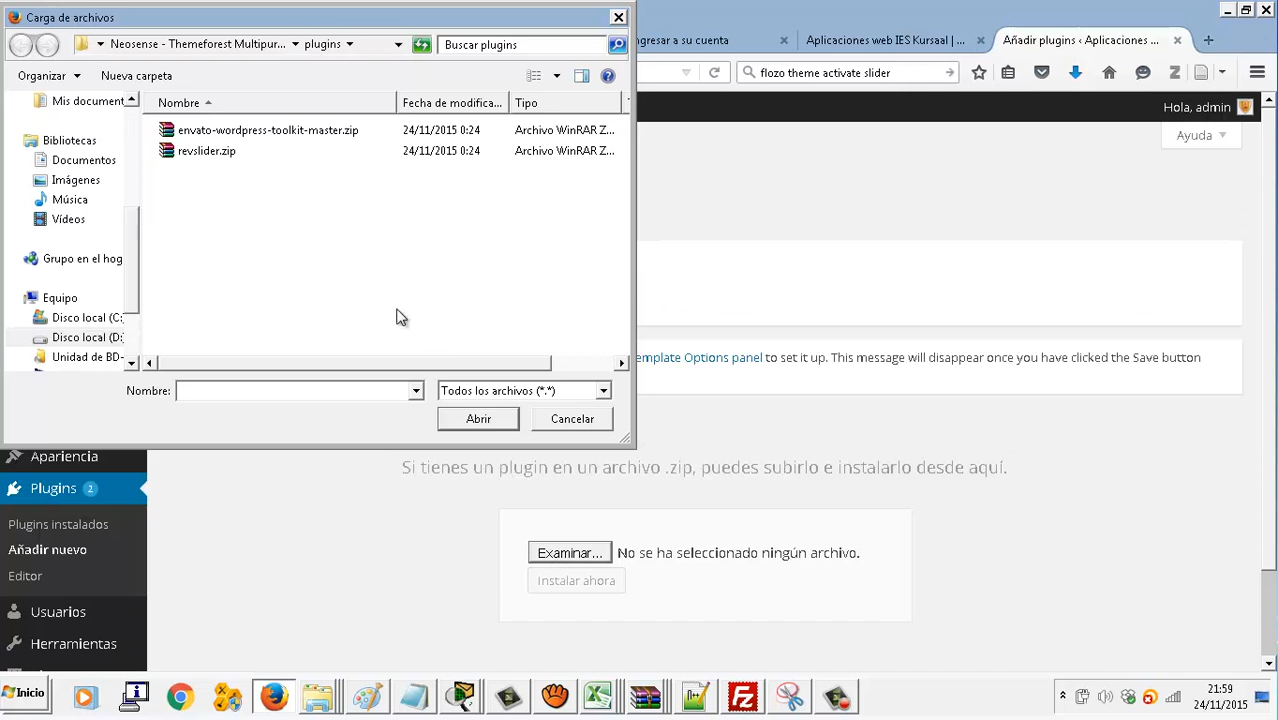 Carga de archivos
Neosense - Themeforest Multipur...
plugins
Buscar plugins
Organizar
Nueva carpeta
Mis document
Bibliotecas
Documentos
Imágenes
Música
Vídeos
Grupo en el hog
Equipo
Disco local (C:
Disco local (D:
Unidad de BD-
Nombre
Fecha de modifica...
Tipo
envato-wordpress-toolkit-master.zip
24/11/2015 0:24
Archivo WinRAR Z...
revslider.zip
24/11/2015 0:24
Archivo WinRAR Z...
Nombre:
Todos los archivos (*.*)
Abrir
Cancelar
ngresar a su cuenta
Aplicaciones web IES Kursaal | ...
Añadir plugins ‹ Aplicaciones ...
flozo theme activate slider
Hola, admin
Ayuda
emplate Options panel to set it up. This message will disappear once you have clicked the Save button
Apariencia
Plugins 2
Plugins instalados
Añadir nuevo
Editor
Usuarios
Herramientas
Si tienes un plugin en un archivo .zip, puedes subirlo e instalarlo desde aquí.
Examinar... No se ha seleccionado ningún archivo.
Instalar ahora
Inicio
21:59
24/11/2015